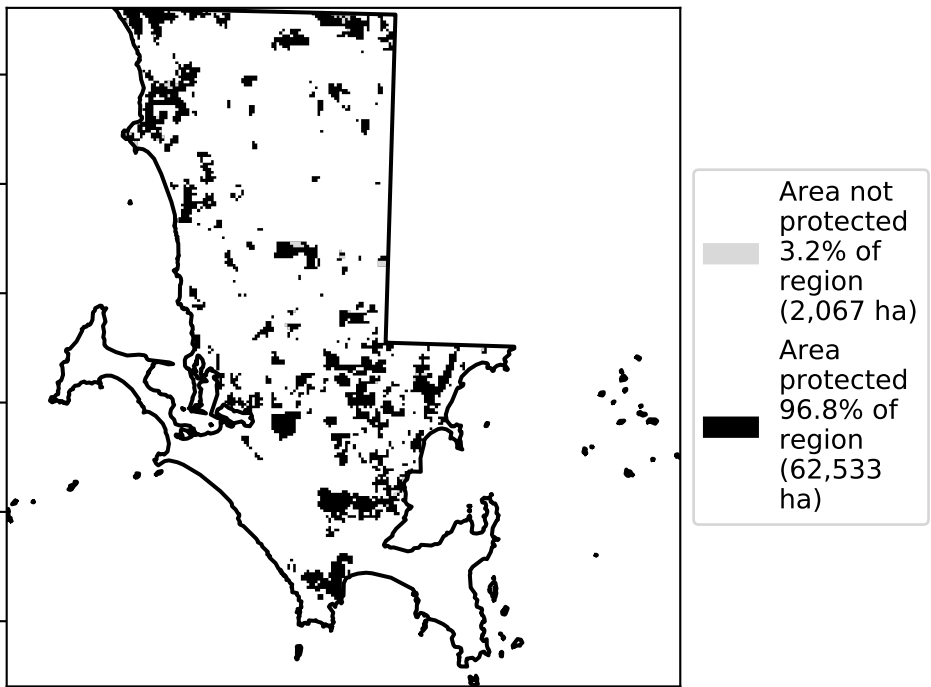 Area not
protected
3.2% of
region
(2,067 ha)
Area
protected
96.8% of
region
(62,533
ha)